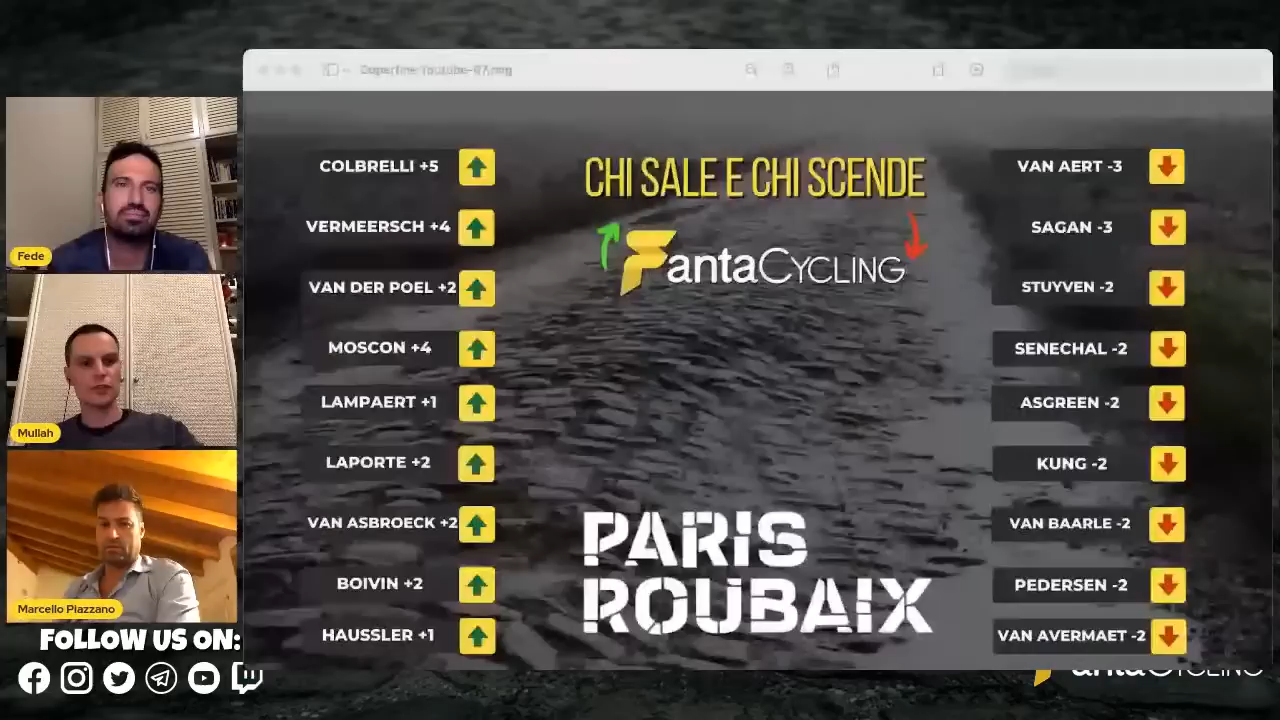 COLBRELLI +5
VERMEERSCH +4
VAN DER POEL +2
MOSCON +4
LAMPAERT +1
LAPORTE +2
VAN ASBROECK +2
BOIVIN +2
HAUSSLER +1
CHI SALE E CHI SCENDE
FantaCYCLING
PARIS
ROUBAIX
VAN AERT -3
SAGAN -3
STUYVEN -2
SENECHAL -2
ASGREEN -2
KUNG -2
VAN BAARLE -2
PEDERSEN -2
VAN AVERMAET -2
Fede
Mullah
Marcello Piazzano
FOLLOW US ON: